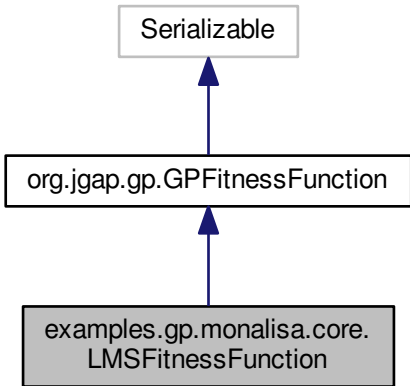 Serializable
org.jgap.gp.GPFitnessFunction
examples.gp.monalisa.core.
LMSFitnessFunction